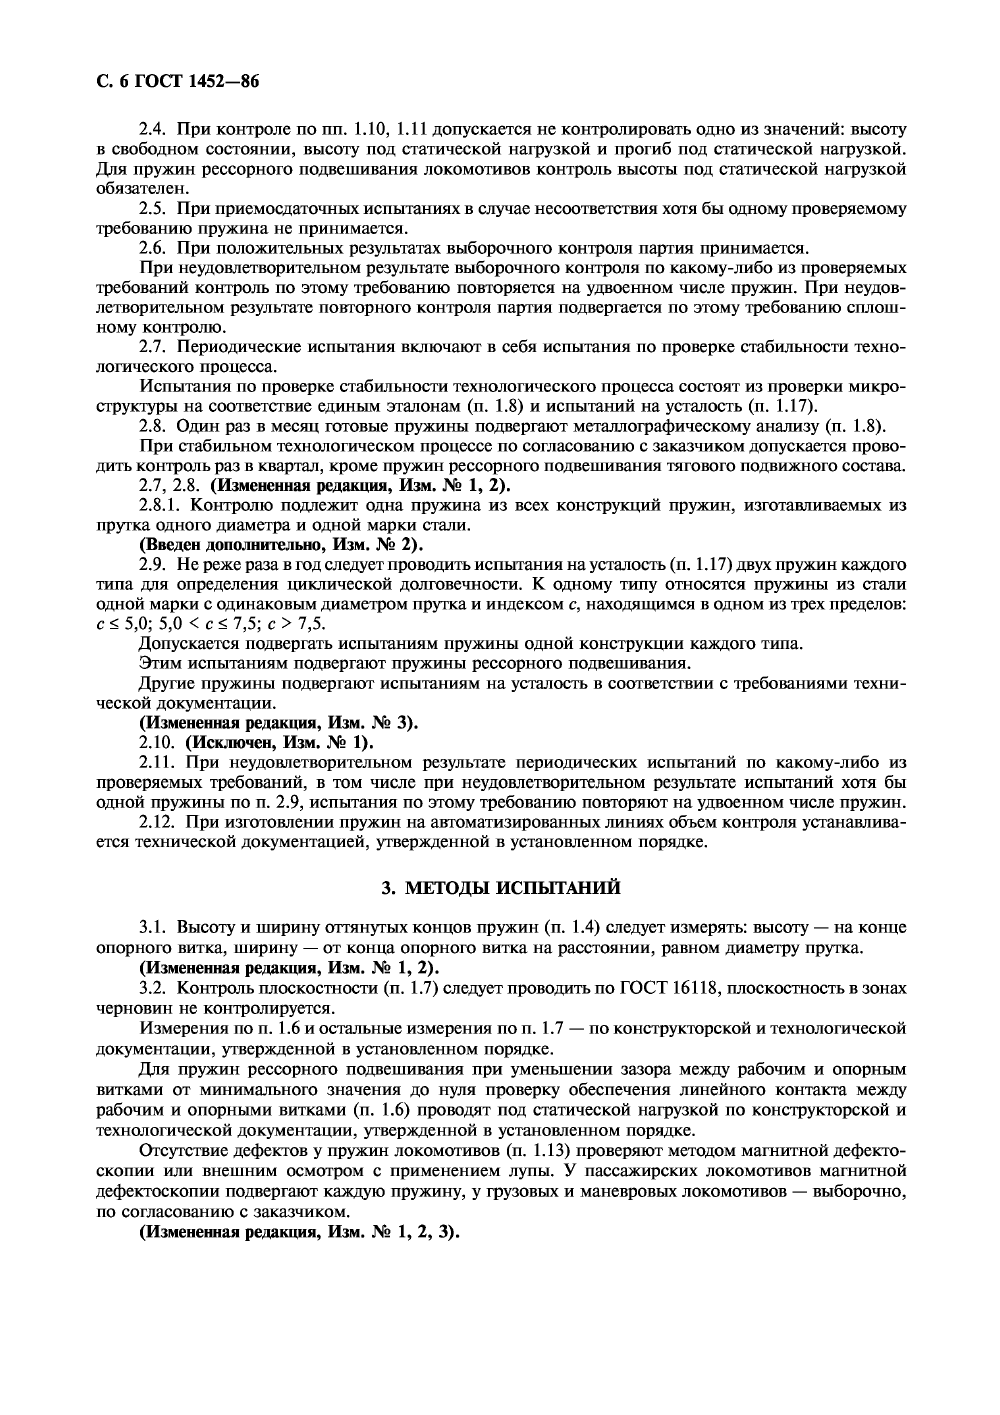 С. 6 ГОСТ 1452—86
2.4. При контроле по пп. 1.10, 1.11 допускается не контролировать одно из значений: высоту
в свободном состоянии, высоту под статической нагрузкой и прогиб под статической нагрузкой.
Для пружин рессорного подвешивания локомотивов контроль высоты под статической нагрузкой
обязателен.
2.5. При приемосдаточных испытаниях в случае несоответствия хотя бы одному проверяемому
требованию пружина не принимается.
2.6. При положительных результатах выборочного контроля партия принимается.
При неудовлетворительном результате выборочного контроля по какому-либо из проверяемых
требований контроль по этому требованию повторяется на удвоенном числе пружин. При неудов-
летворительном результате повторного контроля партия подвергается по этому требованию сплош-
ному контролю.
2.7. Периодические испытания включают в себя испытания по проверке стабильности техно-
логического процесса.
Испытания по проверке стабильности технологического процесса состоят из проверки микро-
структуры на соответствие единым эталонам (п. 1.8) и испытаний на усталость (п. 1.17).
2.8. Один раз в месяц готовые пружины подвергают металлографическому анализу (п. 1.8).
При стабильном технологическом процессе по согласованию с заказчиком допускается прово-
дить контроль раз в квартал, кроме пружин рессорного подвешивания тягового подвижного состава.
2.7, 2.8. (Измененная редакция, Изм. № 1, 2).
2.8.1. Контролю подлежит одна пружина из всех конструкций пружин, изготавливаемых из
прутка одного диаметра и одной марки стали.
(Введен дополнительно, Изм. № 2).
2.9. Не реже раза в год следует проводить испытания на усталость (п. 1.17) двух пружин каждого
типа для определения циклической долговечности. К одному типу относятся пружины из стали
одной марки с одинаковым диаметром прутка и индексом с, находящимся в одном из трех пределов:
с ≤ 5,0; 5,0 < с ≤ 7,5; с > 7,5.
Допускается подвергать испытаниям пружины одной конструкции каждого типа.
Этим испытаниям подвергают пружины рессорного подвешивания.
Другие пружины подвергают испытаниям на усталость в соответствии с требованиями техни-
ческой документации.
(Измененная редакция, Изм. № 3).
2.10. (Исключен, Изм. № 1).
2.11. При неудовлетворительном результате периодических испытаний по какому-либо из
проверяемых требований, в том числе при неудовлетворительном результате испытаний хотя бы
одной пружины по п. 2.9, испытания по этому требованию повторяют на удвоенном числе пружин.
2.12. При изготовлении пружин на автоматизированных линиях объем контроля устанавлива-
ется технической документацией, утвержденной в установленном порядке.
3. МЕТОДЫ ИСПЫТАНИЙ
3.1. Высоту и ширину оттянутых концов пружин (п. 1.4) следует измерять: высоту — на конце
опорного витка, ширину — от конца опорного витка на расстоянии, равном диаметру прутка.
(Измененная редакция, Изм. № 1, 2).
3.2. Контроль плоскостности (п. 1.7) следует проводить по ГОСТ 16118, плоскостность в зонах
черновин не контролируется.
Измерения по п. 1.6 и остальные измерения по п. 1.7 — по конструкторской и технологической
документации, утвержденной в установленном порядке.
Для пружин рессорного подвешивания при уменьшении зазора между рабочим и опорным
витками от минимального значения до нуля проверку обеспечения линейного контакта между
рабочим и опорными витками (п. 1.6) проводят под статической нагрузкой по конструкторской и
технологической документации, утвержденной в установленном порядке.
Отсутствие дефектов у пружин локомотивов (п. 1.13) проверяют методом магнитной дефекто-
скопии или внешним осмотром с применением лупы. У пассажирских локомотивов магнитной
дефектоскопии подвергают каждую пружину, у грузовых и маневровых локомотивов — выборочно,
по согласованию с заказчиком.
(Измененная редакция, Изм. № 1, 2, 3).